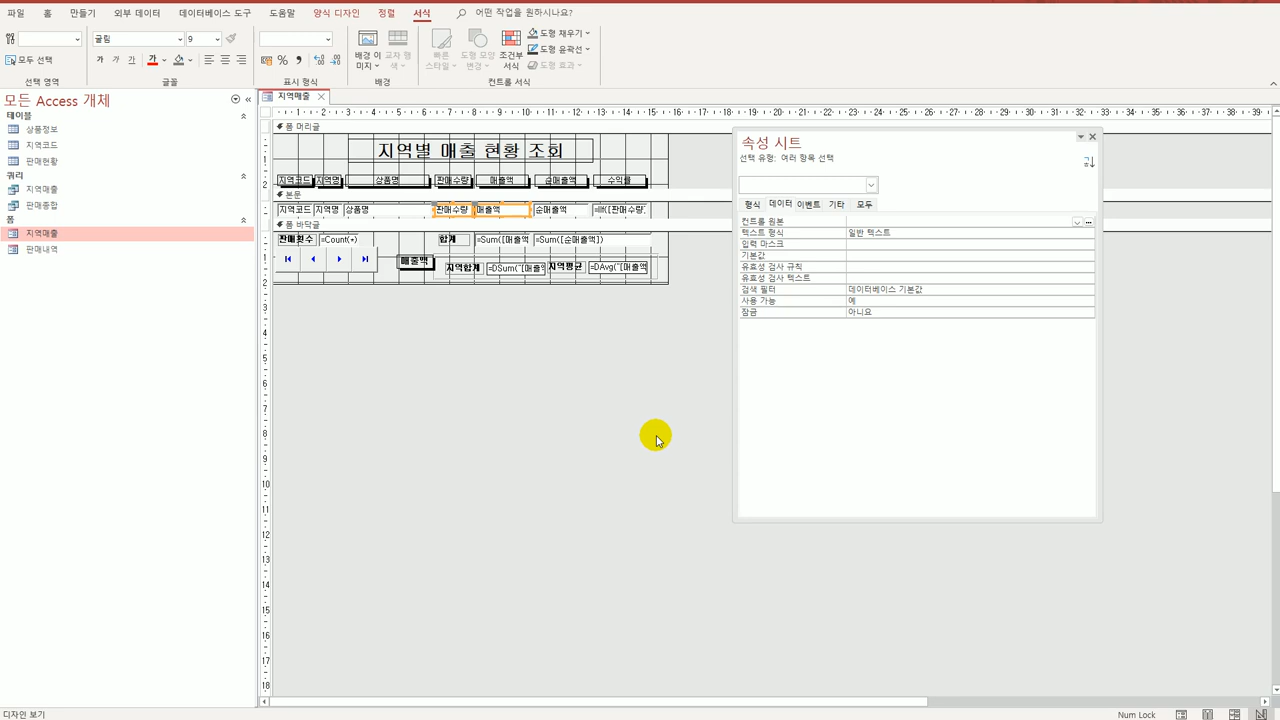 파일 홈 만들기 외부 데이터 데이터베이스 도구 도움말 양식 디자인 정렬 서식 어떤 작업을 원하시나요?
굴림 9 도형 채우기
모두 선택 가 가 가 가 배경 이미지 교차 행 색 빠른 스타일 도형 모양 변경 조건부 서식 도형 윤곽선
도형 효과
선택 영역 글꼴 표시 형식 배경 컨트롤 서식
모든 Access 개체
지역매출
테이블
상품정보
지역코드
판매현황
쿼리
지역매출
판매종합
폼
지역매출
판매내역
폼 머리글
지역별 매출 현황 조회
지역코드 지역명 상품명 판매수량 매출액 순매출액 수익률
본문
지역코드 지역명 상품명 판매수량 매출액 순매출액
폼 바닥글
판매횟수 =Count(*) 합계 =Sum([매출액 =Sum([순매출액])
매출액 지역합계 =DSum("[매출액 지역평균 =DAvg("[매출액
속성 시트
선택 유형: 여러 항목 선택
형식 데이터 이벤트 기타 모두
컨트롤 원본
텍스트 형식 일반 텍스트
입력 마스크
기본값
유효성 검사 규칙
유효성 검사 텍스트
검색 필터 데이터베이스 기본값
사용 가능 예
잠금 아니요
디자인 보기 Num Lock